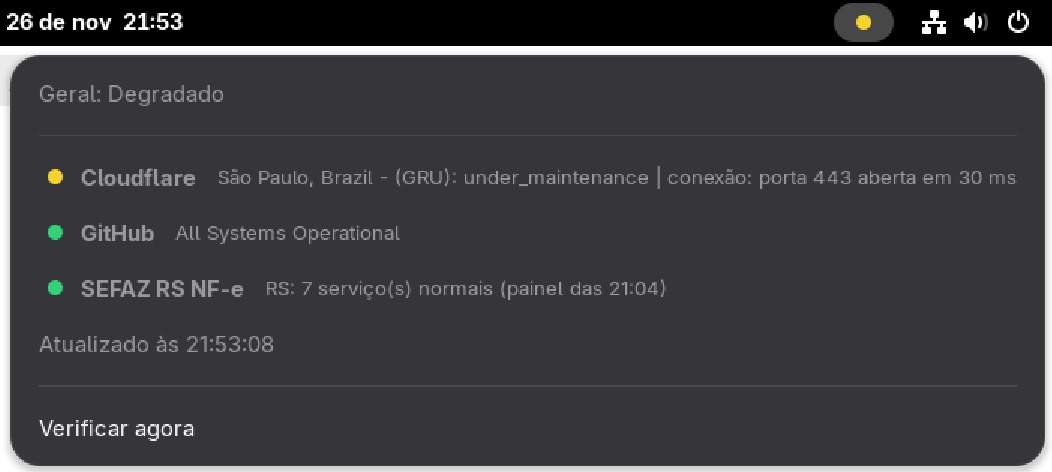 26 de nov 21:53
Geral: Degradado
Cloudflare São Paulo, Brazil - (GRU): under_maintenance | conexão: porta 443 aberta em 30 ms
GitHub All Systems Operational
SEFAZ RS NF-e RS: 7 serviço(s) normais (painel das 21:04)
Atualizado às 21:53:08
Verificar agora